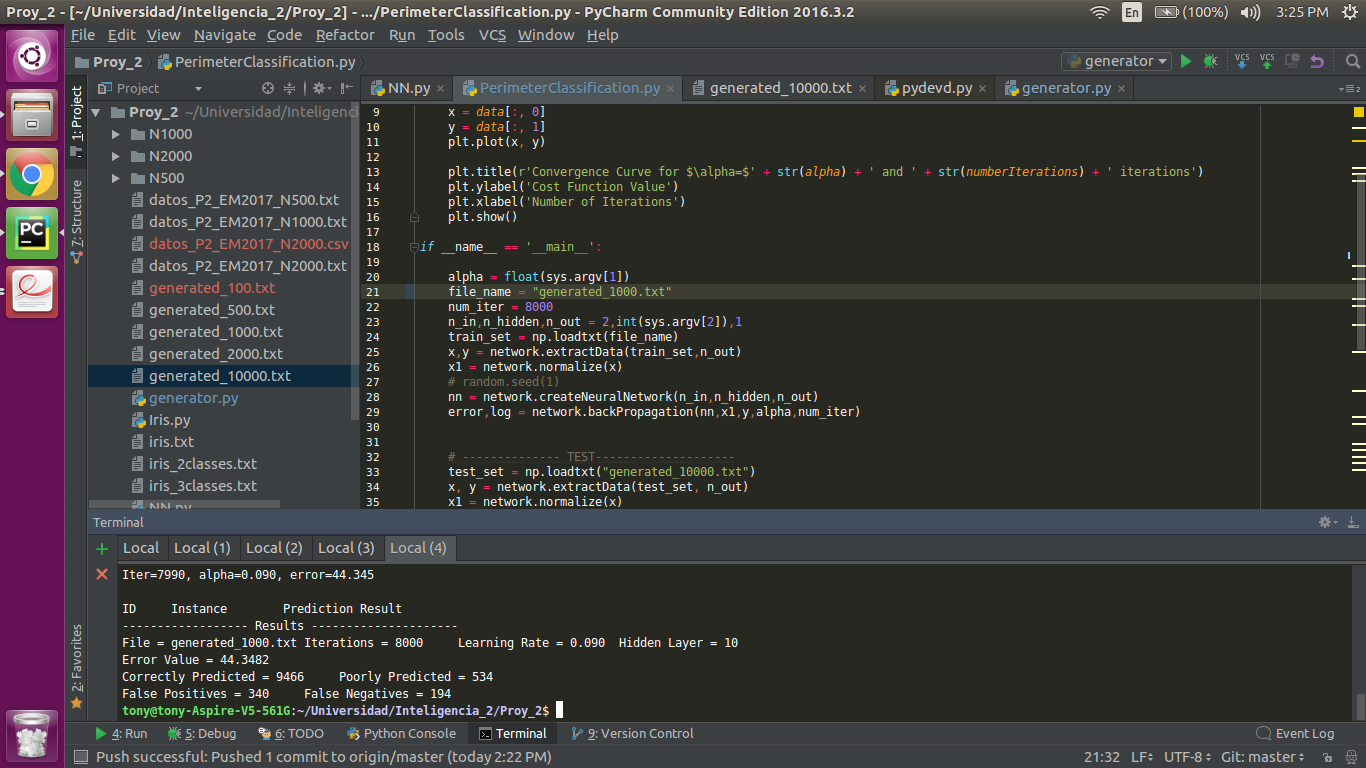 Proy_2 - [~/Universidad/Inteligencia_2/Proy_2] - .../PerimeterClassification.py - PyCharm Community Edition 2016.3.2
En (100%) 3:25 PM
File Edit View Navigate Code Refactor Run Tools VCS Window Help
Proy_2 PerimeterClassification.py generator VCS VCS
Project
NN.py PerimeterClassification.py generated_10000.txt pydevd.py generator.py
1: Project
7: Structure
2: Favorites
PC
Proy_2 ~/Universidad/Inteligenci
N1000
N2000
N500
datos_P2_EM2017_N500.txt
datos_P2_EM2017_N1000.txt
datos_P2_EM2017_N2000.csv
datos_P2_EM2017_N2000.txt
generated_100.txt
generated_500.txt
generated_1000.txt
generated_2000.txt
generated_10000.txt
generator.py
Iris.py
iris.txt
iris_2classes.txt
iris_3classes.txt
NN.py
9 x = data[:, 0]
10 y = data[:, 1]
11 plt.plot(x, y)
12
13 plt.title(r'Convergence Curve for $\alpha=$' + str(alpha) + ' and ' + str(numberIterations) + ' iterations')
14 plt.ylabel('Cost Function Value')
15 plt.xlabel('Number of Iterations')
16 plt.show()
17
18 if __name__ == '__main__':
19
20 alpha = float(sys.argv[1])
21 file_name = "generated_1000.txt"
22 num_iter = 8000
23 n_in,n_hidden,n_out = 2,int(sys.argv[2]),1
24 train_set = np.loadtxt(file_name)
25 x,y = network.extractData(train_set,n_out)
26 x1 = network.normalize(x)
27 # random.seed(1)
28 nn = network.createNeuralNetwork(n_in,n_hidden,n_out)
29 error,log = network.backPropagation(nn,x1,y,alpha,num_iter)
30
31
32 # -------------- TEST--------------------
33 test_set = np.loadtxt("generated_10000.txt")
34 x, y = network.extractData(test_set, n_out)
35 x1 = network.normalize(x)
Terminal
Local Local (1) Local (2) Local (3) Local (4)
Iter=7990, alpha=0.090, error=44.345
ID Instance Prediction Result
------------------ Results ---------------------
File = generated_1000.txt Iterations = 8000 Learning Rate = 0.090 Hidden Layer = 10
Error Value = 44.3482
Correctly Predicted = 9466 Poorly Predicted = 534
False Positives = 340 False Negatives = 194
tony@tony-Aspire-V5-561G:~/Universidad/Inteligencia_2/Proy_2$
4: Run 5: Debug 6: TODO Python Console Terminal 9: Version Control Event Log
Push successful: Pushed 1 commit to origin/master (today 2:22 PM) 21:32 LF UTF-8 Git: master